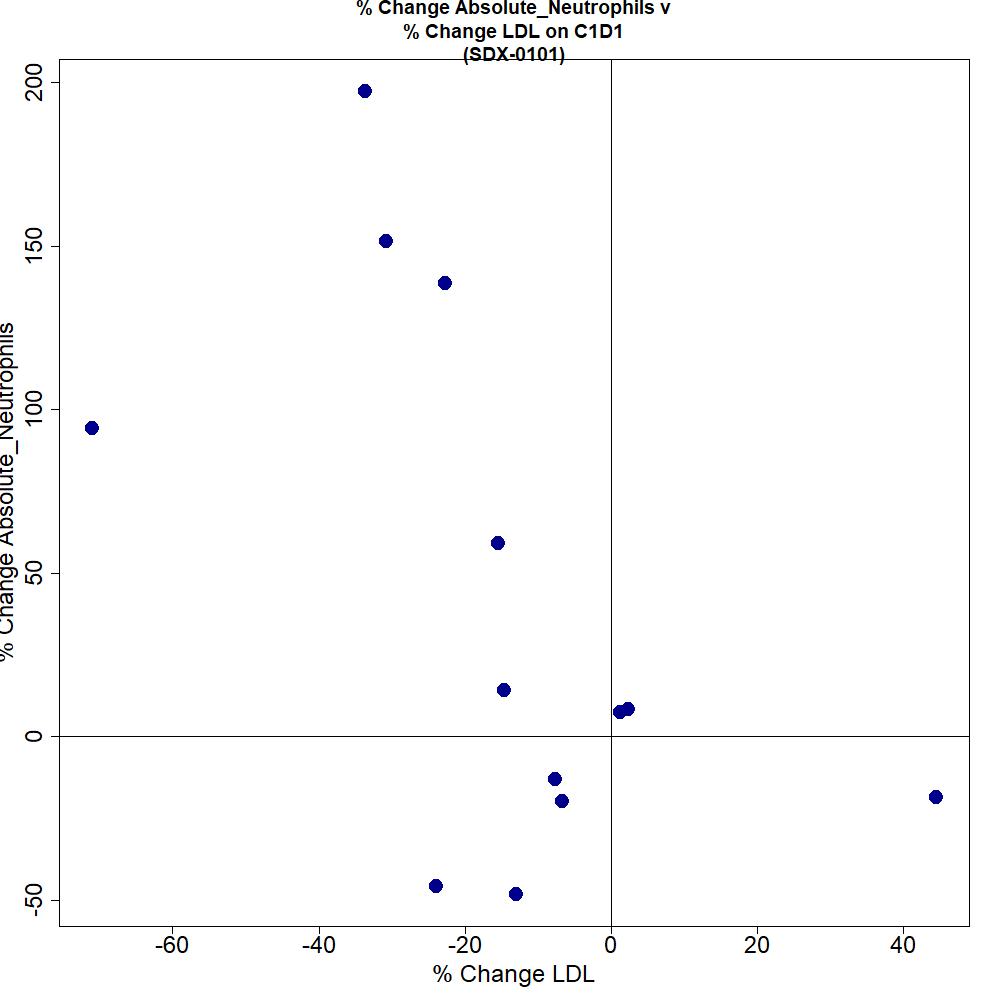 % Change Absolute_Neutrophils v
% Change LDL on C1D1
(SDX-0101)
% Change Absolute_Neutrophils
200
150
100
50
0
-50
-60
-40
-20
0
20
40
% Change LDL